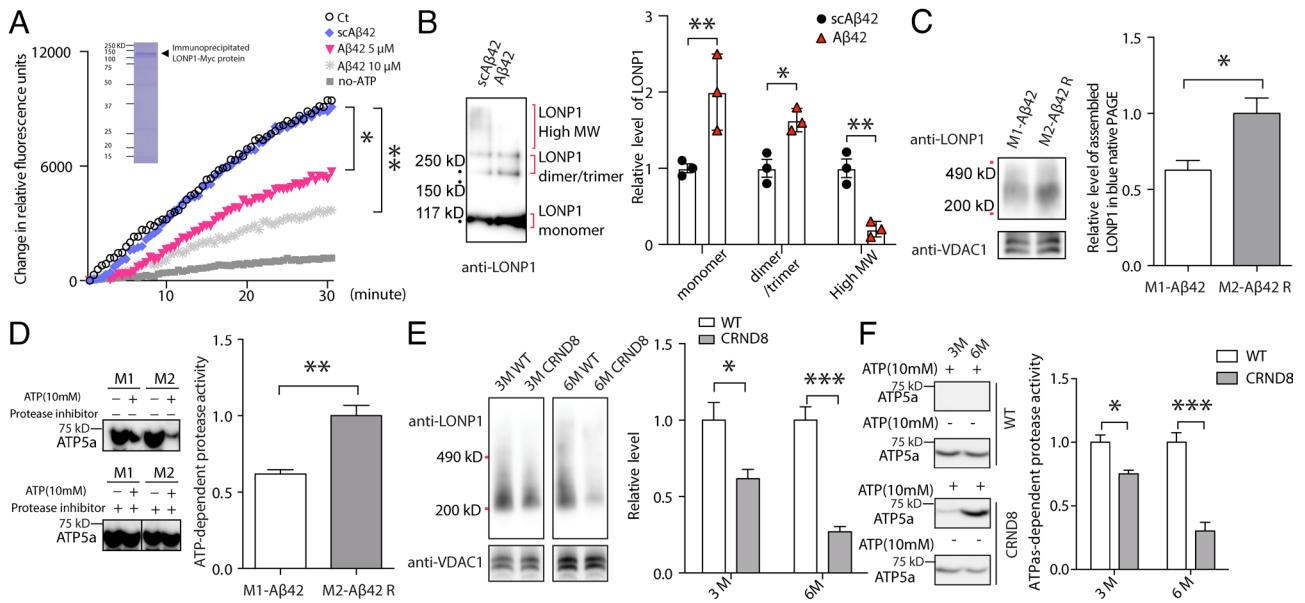 A
Change in relative fluorescence units
12000
6000
0
10
20
30
(minute)
250 KD
150
100
75
50
37
25
20
15
Immunoprecipitated
LONP1-Myc protein
Ct
scAβ42
Aβ42 5 µM
Aβ42 10 µM
no-ATP
*
**
B
scAβ42
Aβ42
LONP1
High MW
LONP1
dimer/trimer
LONP1
monomer
250 kD
150 kD
117 kD
anti-LONP1
Relative level of LONP1
3
2
1
0
scAβ42
Aβ42
**
*
**
monomer
dimer
/trimer
High MW
C
M1-Aβ42
M2-Aβ42 R
anti-LONP1
490 kD
200 kD
anti-VDAC1
Relative level of assembled
LONP1 in blue native PAGE
1.5
1.0
0.5
0.0
*
M1-Aβ42
M2-Aβ42 R
D
M1 M2
ATP(10mM) – + – +
Protease inhibitor – – – –
75 kD
ATP5a
M1 M2
ATP(10mM) – + – +
Protease inhibitor + + + +
75 kD
ATP5a
ATP-dependent protease activity
1.5
1.0
0.5
0.0
**
M1-Aβ42
M2-Aβ42 R
E
3M WT
3M CRND8
6M WT
6M CRND8
anti-LONP1
490 kD
200 kD
anti-VDAC1
Relative level
1.5
1.0
0.5
0.0
WT
CRND8
*
***
3 M
6M
F
3M
6M
ATP(10mM) + +
75 kD
ATP5a
ATP(10mM) - -
ATP5a
WT
ATP(10mM) + +
75 kD
ATP5a
ATP(10mM) - -
75 kD
ATP5a
CRND8
ATPas-dependent protease activity
1.5
1.0
0.5
0.0
WT
CRND8
*
***
3 M
6 M